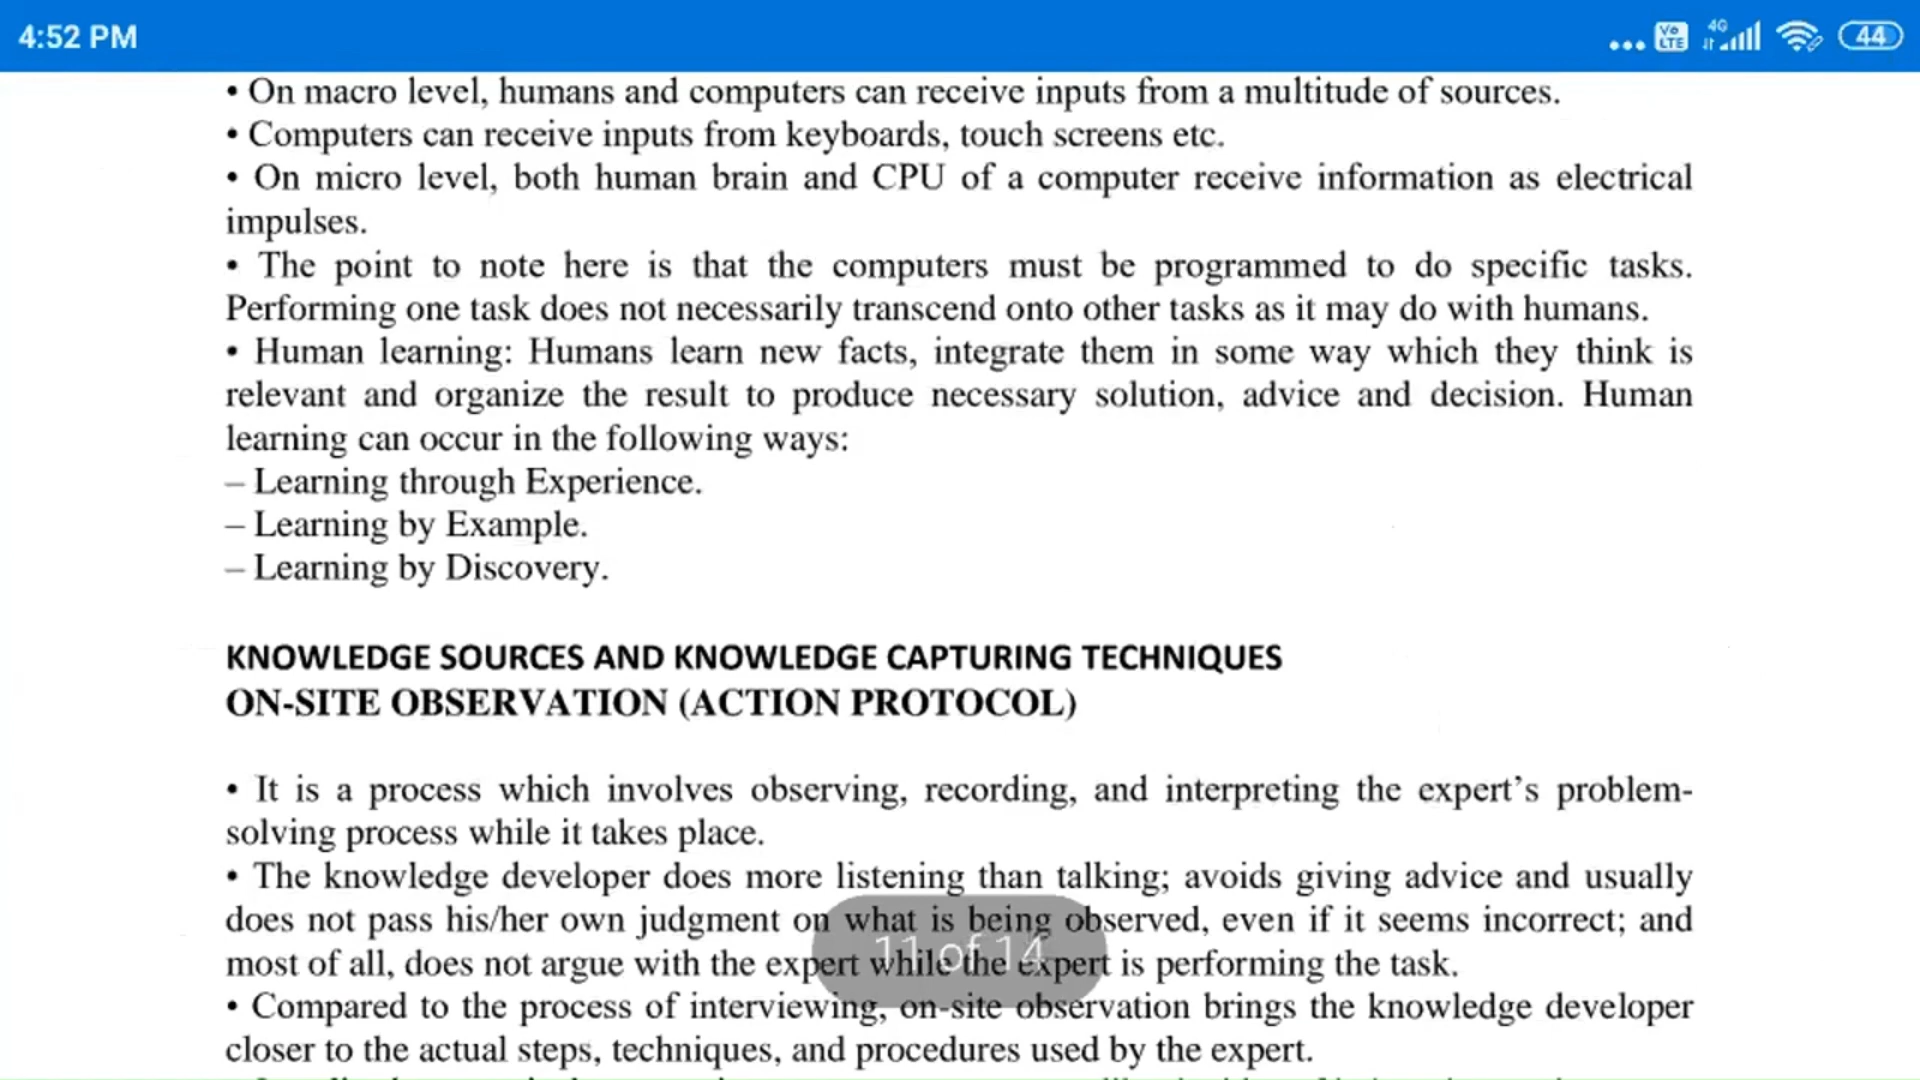 4:52 PM
Vo LTE 4G 44
• On macro level, humans and computers can receive inputs from a multitude of sources.
• Computers can receive inputs from keyboards, touch screens etc.
• On micro level, both human brain and CPU of a computer receive information as electrical
impulses.
• The point to note here is that the computers must be programmed to do specific tasks.
Performing one task does not necessarily transcend onto other tasks as it may do with humans.
• Human learning: Humans learn new facts, integrate them in some way which they think is
relevant and organize the result to produce necessary solution, advice and decision. Human
learning can occur in the following ways:
– Learning through Experience.
– Learning by Example.
– Learning by Discovery.
KNOWLEDGE SOURCES AND KNOWLEDGE CAPTURING TECHNIQUES
ON-SITE OBSERVATION (ACTION PROTOCOL)
• It is a process which involves observing, recording, and interpreting the expert’s problem-
solving process while it takes place.
• The knowledge developer does more listening than talking; avoids giving advice and usually
does not pass his/her own judgment on what is being observed, even if it seems incorrect; and
most of all, does not argue with the expert while the expert is performing the task.
11 of 14
• Compared to the process of interviewing, on-site observation brings the knowledge developer
closer to the actual steps, techniques, and procedures used by the expert.